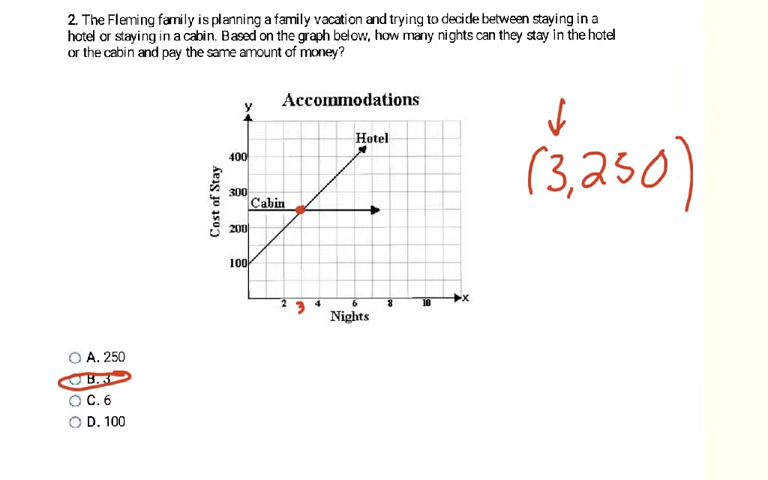 2. The Fleming family is planning a family vacation and trying to decide between staying in a
hotel or staying in a cabin. Based on the graph below, how many nights can they stay in the hotel
or the cabin and pay the same amount of money?
Accommodations
y
Hotel
(3,250)
400
300
Cabin
Cost of Stay
200
100
2 3 4 6 8 10 x
Nights
A. 250
B. 3
C. 6
D. 100